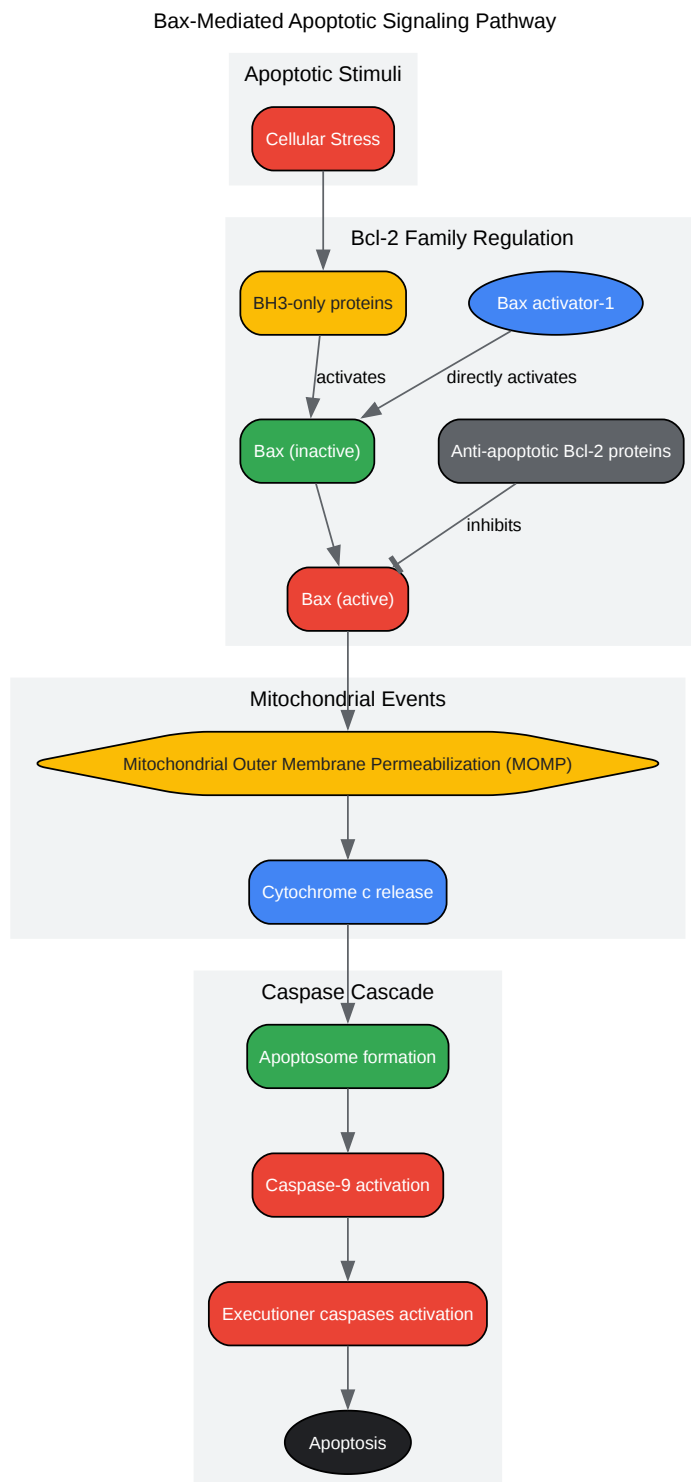 Bax-Mediated Apoptotic Signaling Pathway
Apoptotic Stimuli
Cellular Stress
Bcl-2 Family Regulation
BH3-only proteins
Bax activator-1
activates
directly activates
Bax (inactive)
Anti-apoptotic Bcl-2 proteins
inhibits
Bax (active)
Mitochondrial Events
Mitochondrial Outer Membrane Permeabilization (MOMP)
Cytochrome c release
Caspase Cascade
Apoptosome formation
Caspase-9 activation
Executioner caspases activation
Apoptosis